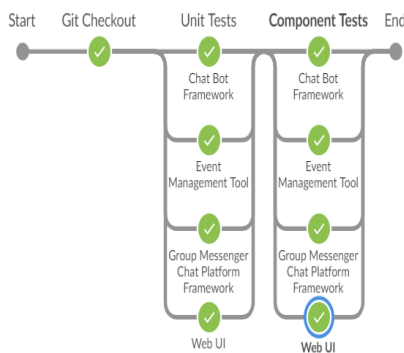 Start
Git Checkout
Unit Tests
Component Tests
End
Chat Bot
Framework
Chat Bot
Framework
Event
Management Tool
Event
Management Tool
Group Messenger
Chat Platform
Framework
Group Messenger
Chat Platform
Framework
Web UI
Web UI